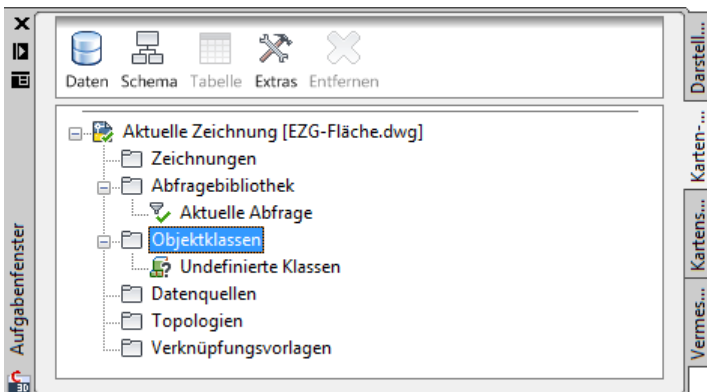 Daten Schema Tabelle Extras Entfernen
Aktuelle Zeichnung [EZG-Fläche.dwg]
Zeichnungen
Abfragebibliothek
Aktuelle Abfrage
Objektklassen
Undefinierte Klassen
Datenquellen
Topologien
Verknüpfungsvorlagen
Aufgabenfenster
3D
Darstell...
Karten-...
Kartens...
Vermes...